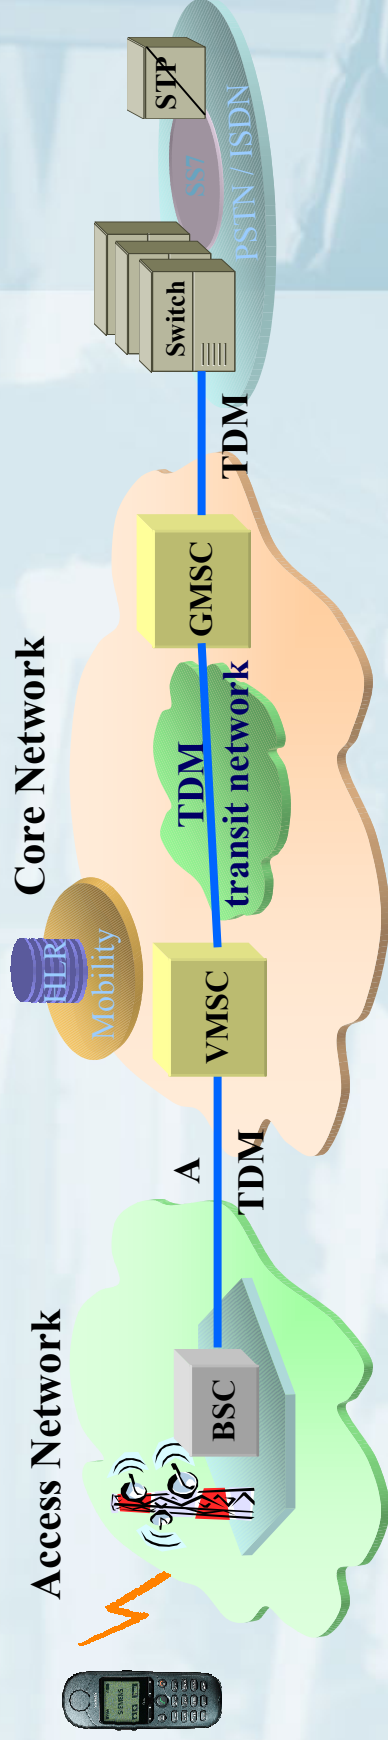 Access Network
Core Network
SIEMENS
BSC
A
TDM
HLR
Mobility
VMSC
TDM
transit network
GMSC
TDM
Switch
STP
SS7
PSTN / ISDN